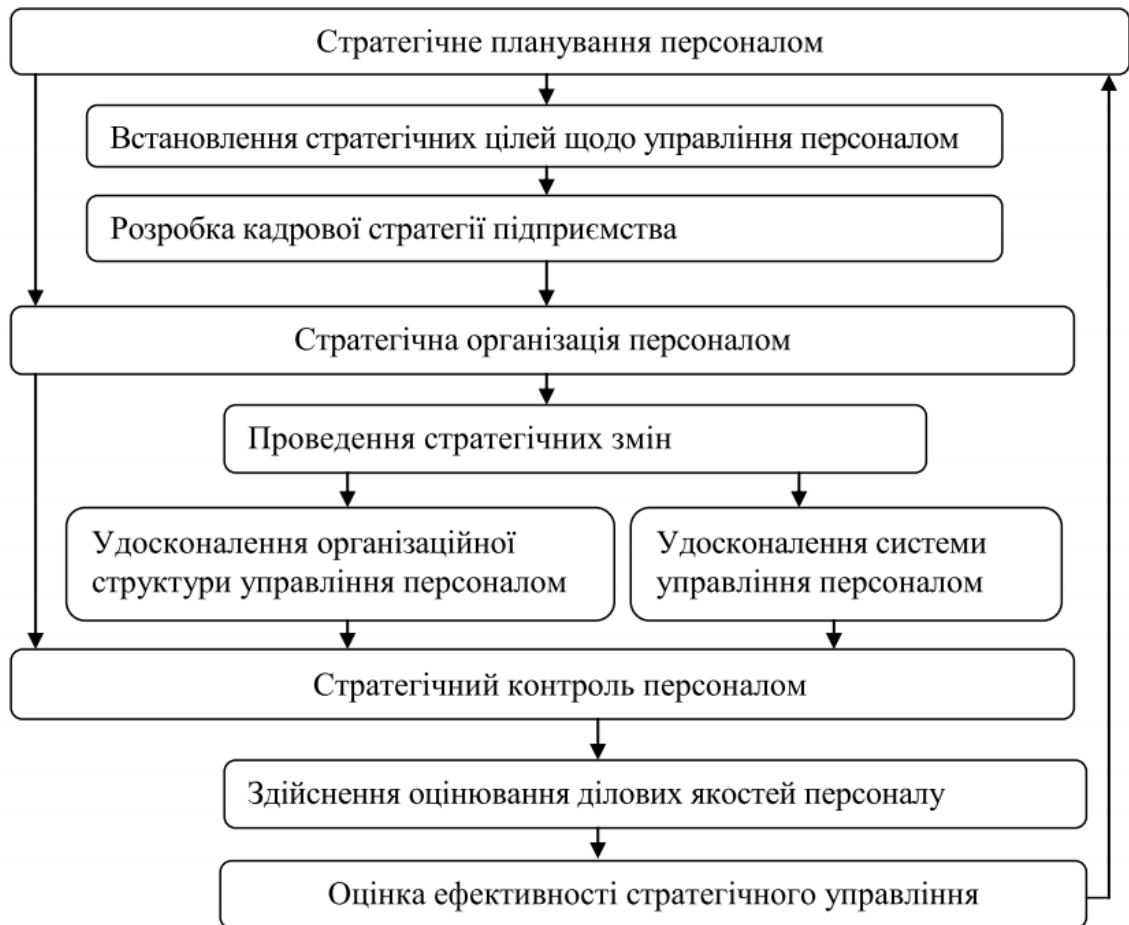 Стратегічне планування персоналом
Встановлення стратегічних цілей щодо управління персоналом
Розробка кадрової стратегії підприємства
Стратегічна організація персоналом
Проведення стратегічних змін
Удосконалення організаційної
структури управління персоналом
Удосконалення системи
управління персоналом
Стратегічний контроль персоналом
Здійснення оцінювання ділових якостей персоналу
Оцінка ефективності стратегічного управління